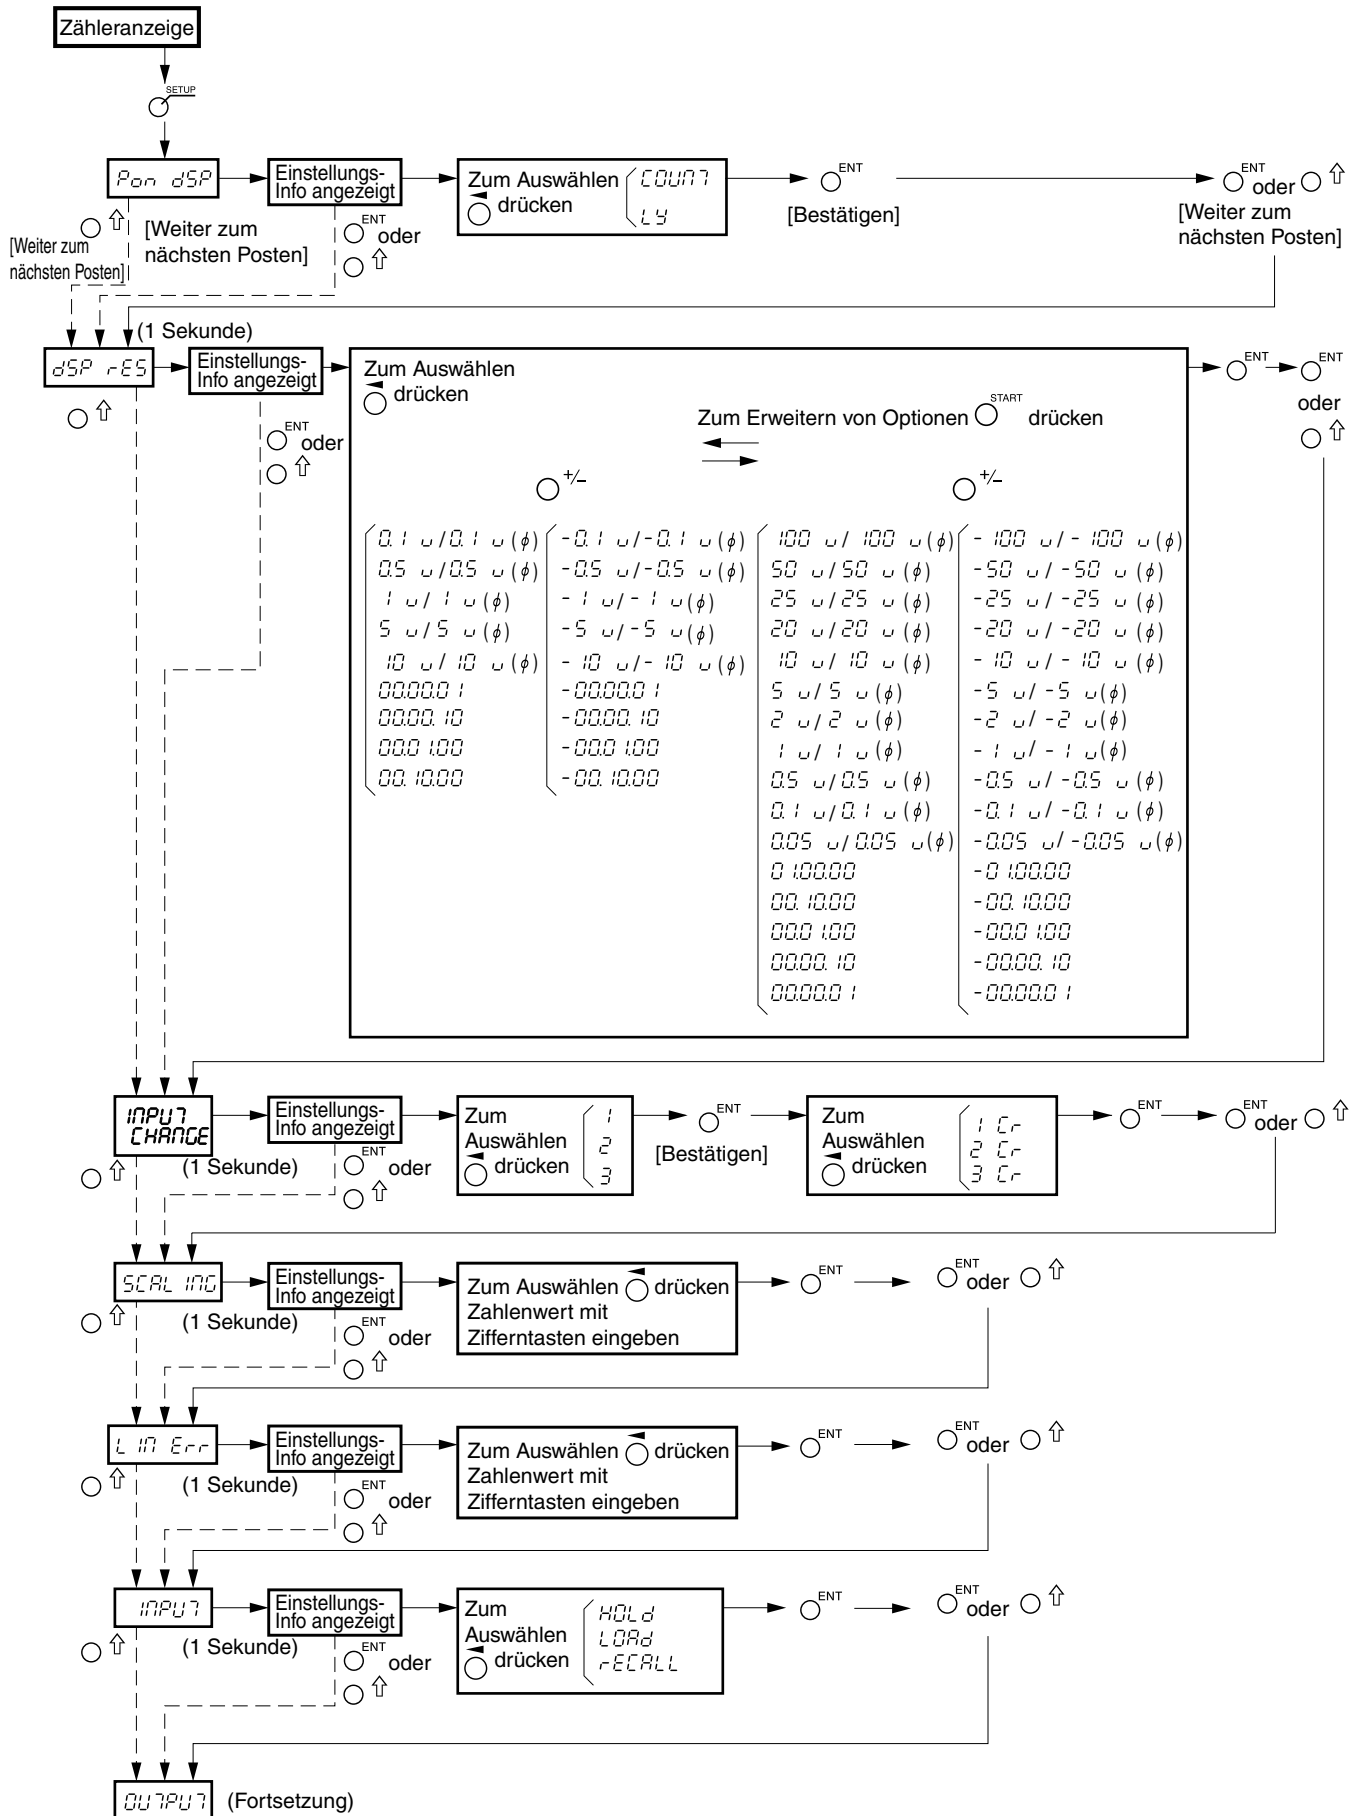 Zähleranzeige
SETUP
Pon dSP
Einstellungs-
Info angezeigt
Zum Auswählen
drücken
COUNT
LY
ENT
[Bestätigen]
ENT
oder
[Weiter zum
nächsten Posten]
[Weiter zum
nächsten Posten]
[Weiter zum
nächsten Posten]
ENT
oder
(1 Sekunde)
dSP rES
Einstellungs-
Info angezeigt
ENT
oder
Zum Auswählen
drücken
Zum Erweitern von Optionen START drücken
+/–
+/–
0.1 u/0.1 u (ϕ)
0.5 u/0.5 u (ϕ)
1 u/ 1 u (ϕ)
5 u/5 u (ϕ)
10 u/ 10 u (ϕ)
00.00.01
00.00.10
00.01.00
00.10.00
-0.1 u/-0.1 u (ϕ)
-0.5 u/-0.5 u (ϕ)
- 1 u/- 1 u (ϕ)
-5 u/-5 u (ϕ)
- 10 u/- 10 u (ϕ)
-00.00.01
-00.00.10
-00.01.00
-00.10.00
100 u/ 100 u (ϕ)
50 u/50 u (ϕ)
25 u/25 u (ϕ)
20 u/20 u (ϕ)
10 u/ 10 u (ϕ)
5 u/5 u (ϕ)
2 u/2 u (ϕ)
1 u/ 1 u (ϕ)
0.5 u/0.5 u (ϕ)
0.1 u/0.1 u (ϕ)
0.05 u/0.05 u (ϕ)
01.00.00
00.10.00
00.01.00
00.00.10
00.00.01
- 100 u/- 100 u (ϕ)
-50 u/ -50 u (ϕ)
-25 u/ -25 u (ϕ)
-20 u/ -20 u (ϕ)
- 10 u/ - 10 u (ϕ)
-5 u/ -5 u (ϕ)
-2 u/ -2 u (ϕ)
- 1 u/ - 1 u (ϕ)
-0.5 u/ -0.5 u (ϕ)
-0.1 u/ -0.1 u (ϕ)
-0.05 u/ -0.05 u (ϕ)
-01.00.00
-00.10.00
-00.01.00
-00.00.10
-00.00.01
ENT
ENT
oder
INPUT
CHANGE
(1 Sekunde)
Einstellungs-
Info angezeigt
ENT
oder
Zum
Auswählen
drücken
1
2
3
ENT
[Bestätigen]
Zum
Auswählen
drücken
1 Cr
2 Cr
3 Cr
ENT
ENT
oder
SCALING
(1 Sekunde)
Einstellungs-
Info angezeigt
ENT
oder
Zum Auswählen drücken
Zahlenwert mit
Zifferntasten eingeben
ENT
ENT
oder
LIN Err
(1 Sekunde)
Einstellungs-
Info angezeigt
ENT
oder
Zum Auswählen drücken
Zahlenwert mit
Zifferntasten eingeben
ENT
ENT
oder
INPUT
(1 Sekunde)
Einstellungs-
Info angezeigt
ENT
oder
Zum
Auswählen
drücken
HOLd
LOAd
rECALL
ENT
ENT
oder
OUTPUT
(Fortsetzung)